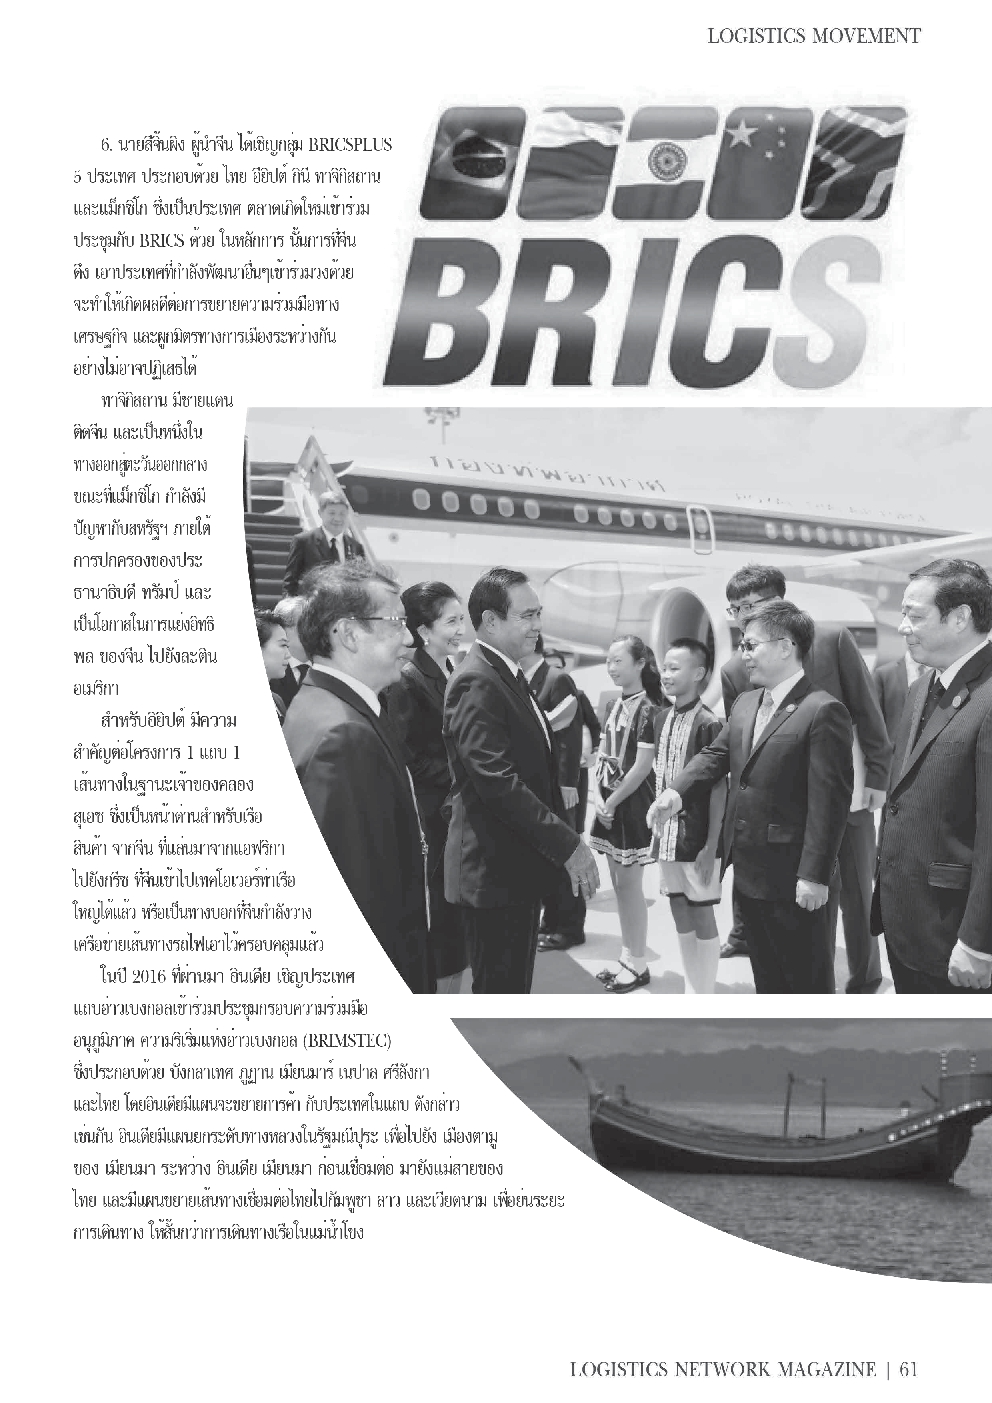 LOGISTICS MOVEMENT
6. นายสีจิ้นผิง ผู้นำจีน ได้เชิญกลุ่ม BRICSPLUS
5 ประเทศ ประกอบด้วย ไทย อียิปต์ กินี ทาจิกิสถาน
และแม็กซิโก ซึ่งเป็นประเทศ ตลาดเกิดใหม่เข้าร่วม
ประชุมกับ BRICS ด้วย ในหลักการ นั้นการที่จีน
ดึง เอาประเทศที่กำลังพัฒนาอื่นๆเข้าร่วมวงด้วย
จะทำให้เกิดผลดีต่อการขยายความร่วมมือทาง
เศรษฐกิจ และผูกมิตรทางการเมืองระหว่างกัน
อย่างไม่อาจปฏิเสธได้
ทาจิกิสถาน มีชายแดน
ติดจีน และเป็นหนึ่งใน
ทางออกสู่ตะวันออกกลาง
ขณะที่แม็กซิโก กำลังมี
ปัญหากับสหรัฐฯ ภายใต้
การปกครองของประ
ธานาธิบดี ทรัมป์ และ
เป็นโอกาสในการแย่งอิทธิ
พล ของจีน ไปยังละติน
อเมริกา
สำหรับอียิปต์ มีความ
สำคัญต่อโครงการ 1 แถบ 1
เส้นทางในฐานะเจ้าของคลอง
สุเอซ ซึ่งเป็นหน้าด่านสำหรับเรือ
สินค้า จากจีน ที่แล่นมาจากแอฟริกา
ไปยังกรีซ ที่จีนเข้าไปเทคโอเวอร์ท่าเรือ
ใหญ่ได้แล้ว หรือเป็นทางบอกที่จีนกำลังวาง
เครือข่ายเส้นทางรถไฟเอาไว้ครอบคลุมแล้ว
ในปี 2016 ที่ผ่านมา อินเดีย เชิญประเทศ
แถบอ่าวเบงกอลเข้าร่วมประชุมกรอบความร่วมมือ
อนุภูมิภาค ความริเริ่มแห่งอ่าวเบงกอล (BRIMSTEC)
ซึ่งประกอบด้วย บังกลาเทศ ภูฏาน เมียนมาร์ เนปาล ศรีลังกา
และไทย โดยอินเดียมีแผนจะขยายการค้า กับประเทศในแถบ ดังกล่าว
เช่นกัน อินเดียมีแผนยกระดับทางหลวงในรัฐมณีปุระ เพื่อไปยัง เมืองตามู
ของ เมียนมา ระหว่าง อินเดีย เมียนมา ก่อนเชื่อมต่อ มายังแม่สายของ
ไทย และมีแผนขยายเส้นทางเชื่อมต่อไทยไปกัมพูชา ลาว และเวียดนาม เพื่อย่นระยะ
การเดินทาง ให้สั้นกว่าการเดินทางเรือในแม่น้ำโขง
BRICS
LOGISTICS NETWORK MAGAZINE | 61